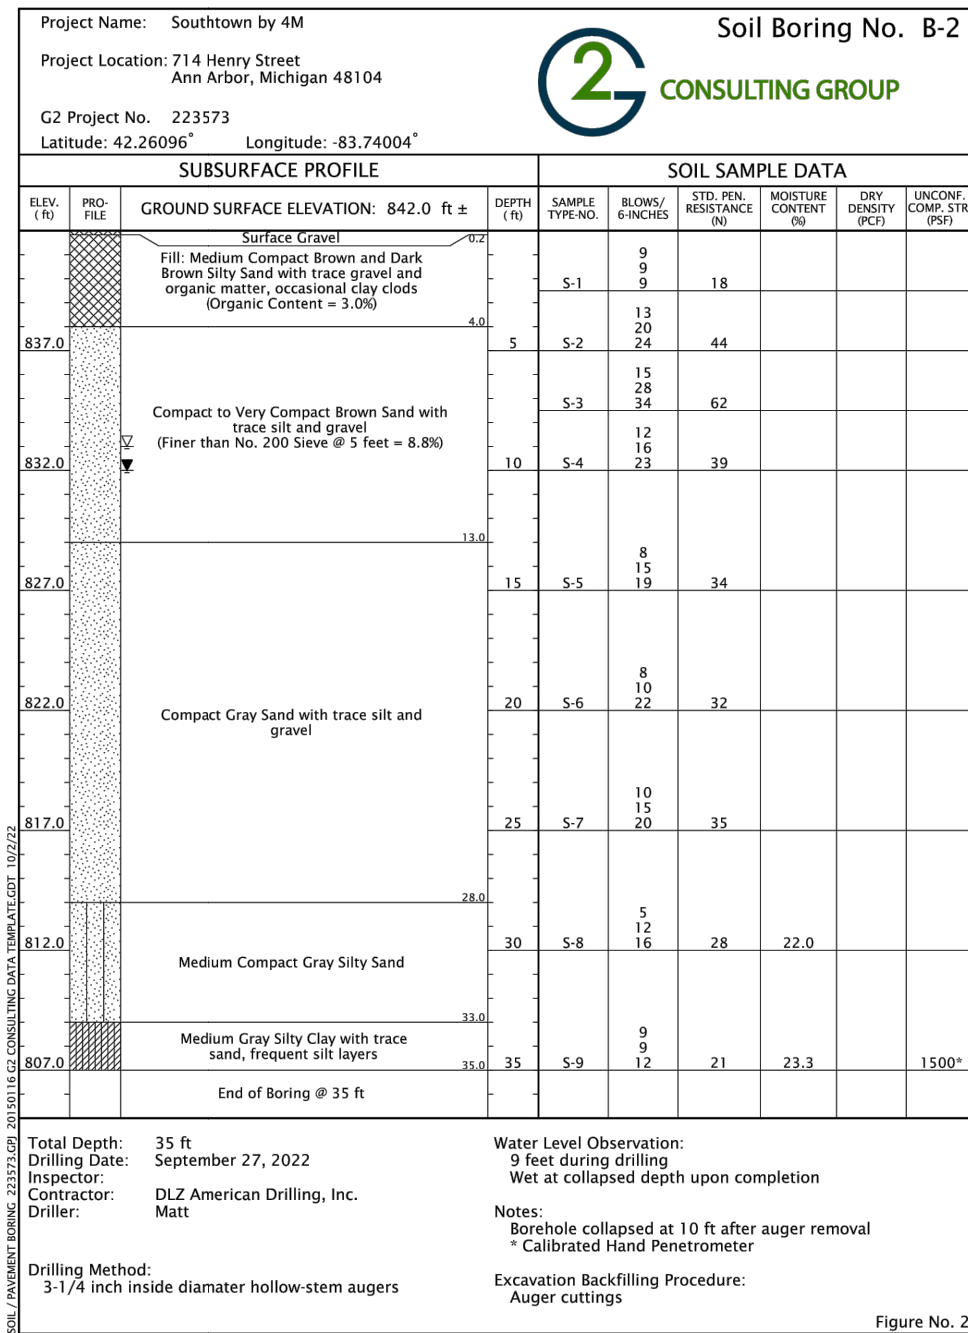 Project Name: Southtown by 4M
Soil Boring No. B-2
Project Location: 714 Henry Street
Ann Arbor, Michigan 48104
G2 CONSULTING GROUP
G2 Project No. 223573
Latitude: 42.26096° Longitude: -83.74004°
SUBSURFACE PROFILE SOIL SAMPLE DATA
ELEV. ( ft) PRO- FILE GROUND SURFACE ELEVATION: 842.0 ft ± DEPTH ( ft) SAMPLE TYPE-NO. BLOWS/ 6-INCHES STD. PEN. RESISTANCE (N) MOISTURE CONTENT (%) DRY DENSITY (PCF) UNCONF. COMP. STR. (PSF)
Surface Gravel 0.2
Fill: Medium Compact Brown and Dark
Brown Silty Sand with trace gravel and
organic matter, occasional clay clods
(Organic Content = 3.0%)
9
9
S-1 9 18
4.0
13
20
837.0 5 S-2 24 44
15
28
S-3 34 62
Compact to Very Compact Brown Sand with
trace silt and gravel
(Finer than No. 200 Sieve @ 5 feet = 8.8%)
12
16
832.0 10 S-4 23 39
13.0
8
15
827.0 15 S-5 19 34
8
10
822.0 20 S-6 22 32
Compact Gray Sand with trace silt and
gravel
10
15
817.0 25 S-7 20 35
28.0
5
12
812.0 30 S-8 16 28 22.0
Medium Compact Gray Silty Sand
33.0
Medium Gray Silty Clay with trace
sand, frequent silt layers
9
9
807.0 35.0 35 S-9 12 21 23.3 1500*
End of Boring @ 35 ft
Total Depth: 35 ft
Drilling Date: September 27, 2022
Inspector:
Contractor: DLZ American Drilling, Inc.
Driller: Matt
Drilling Method:
3-1/4 inch inside diamater hollow-stem augers
Water Level Observation:
9 feet during drilling
Wet at collapsed depth upon completion
Notes:
Borehole collapsed at 10 ft after auger removal
* Calibrated Hand Penetrometer
Excavation Backfilling Procedure:
Auger cuttings
Figure No. 2
SOIL / PAVEMENT BORING 223573.GPJ 20150116 G2 CONSULTING DATA TEMPLATE.GDT 10/2/22